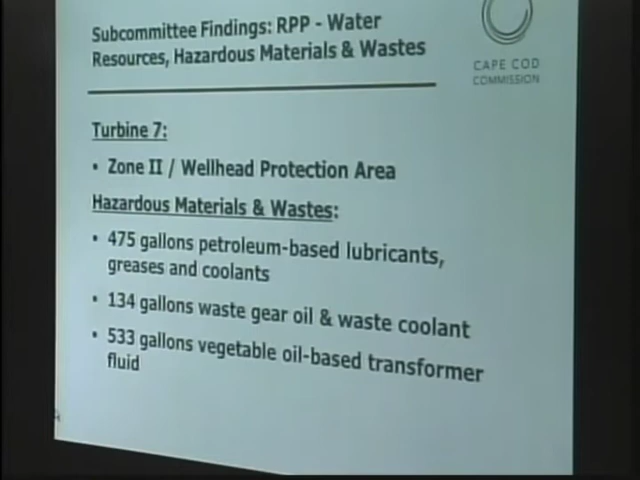 Subcommittee Findings: RPP - Water
Resources, Hazardous Materials & Wastes
CAPE COD
COMMISSION
Turbine 7:
• Zone II / Wellhead Protection Area
Hazardous Materials & Wastes:
• 475 gallons petroleum-based lubricants,
greases and coolants
• 134 gallons waste gear oil & waste coolant
• 533 gallons vegetable oil-based transformer
fluid